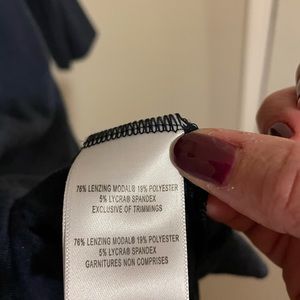 76% LENZING MODAL® 19% POLYESTER
5% LYCRA® SPANDEX
EXCLUSIVE OF TRIMMINGS
76% LENZING MODAL® 19% POLYESTER
5% LYCRA® SPANDEX
GARNITURES NON COMPRISES